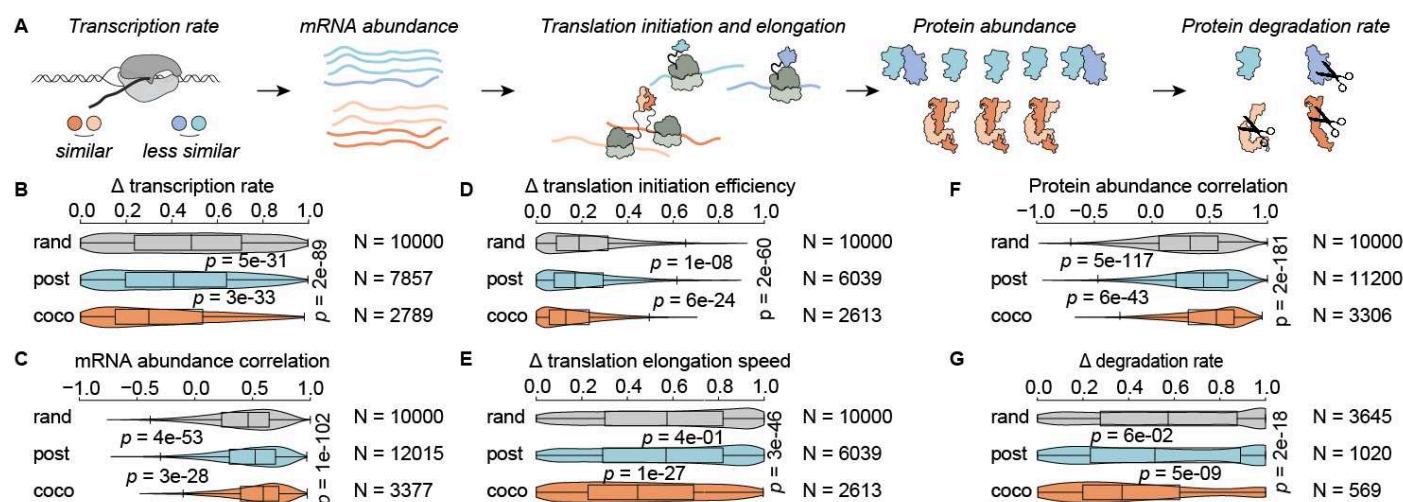 A
Transcription rate
mRNA abundance
Translation initiation and elongation
Protein abundance
Protein degradation rate
similar
less similar
B
Δ transcription rate
0.0 0.2 0.4 0.6 0.8 1.0
rand
N = 10000
p = 5e-31
post
N = 7857
p = 3e-33
coco
N = 2789
p = 2e-89
C
mRNA abundance correlation
−1.0 −0.5 0.0 0.5 1.0
rand
N = 10000
p = 4e-53
post
N = 12015
p = 3e-28
coco
N = 3377
p = 1e-102
D
Δ translation initiation efficiency
0.0 0.2 0.4 0.6 0.8 1.0
rand
N = 10000
p = 1e-08
post
N = 6039
p = 6e-24
coco
N = 2613
p = 2e-60
E
Δ translation elongation speed
0.0 0.2 0.4 0.6 0.8 1.0
rand
N = 10000
p = 4e-01
post
N = 6039
p = 1e-27
coco
N = 2613
p = 3e-46
F
Protein abundance correlation
−1.0 −0.5 0.0 0.5 1.0
rand
N = 10000
p = 5e-117
post
N = 11200
p = 6e-43
coco
N = 3306
p = 2e-181
G
Δ degradation rate
0.0 0.2 0.4 0.6 0.8 1.0
rand
N = 3645
p = 6e-02
post
N = 1020
p = 5e-09
coco
N = 569
p = 2e-18